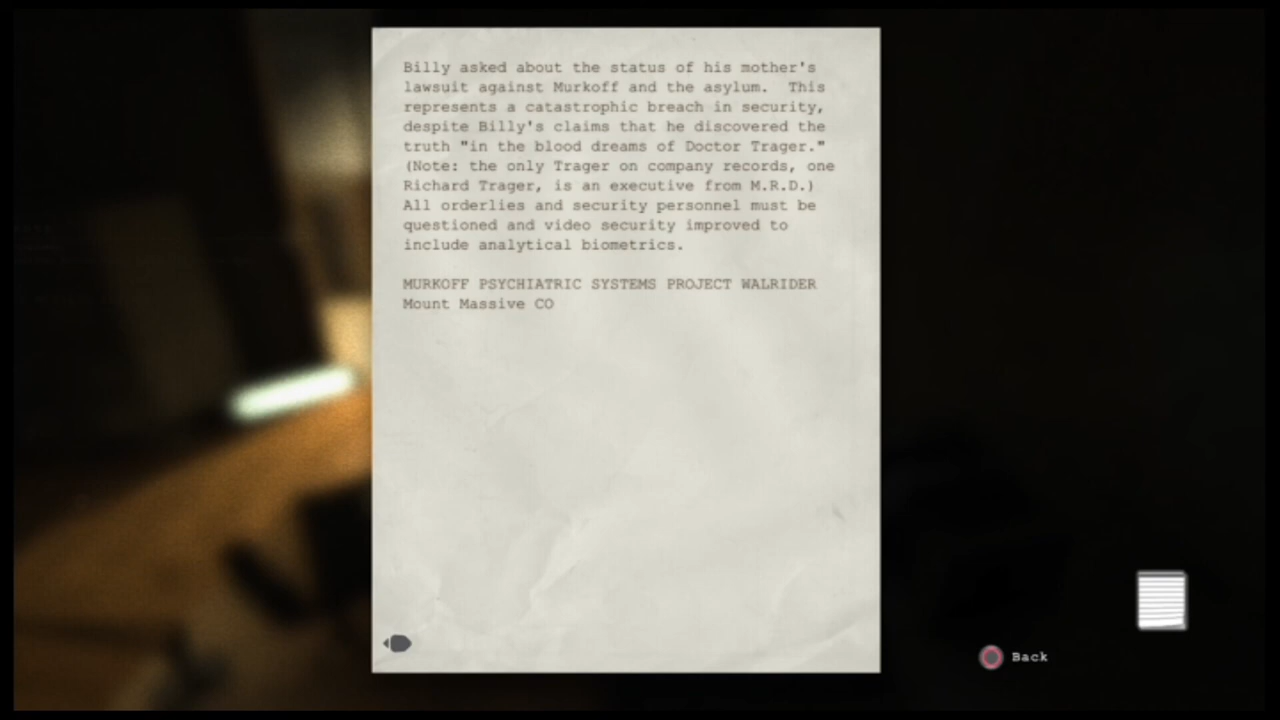 Billy asked about the status of his mother's
lawsuit against Murkoff and the asylum.  This
represents a catastrophic breach in security,
despite Billy's claims that he discovered the
truth "in the blood dreams of Doctor Trager."
(Note: the only Trager on company records, one
Richard Trager, is an executive from M.R.D.)
All orderlies and security personnel must be
questioned and video security improved to
include analytical biometrics.

MURKOFF PSYCHIATRIC SYSTEMS PROJECT WALRIDER
Mount Massive CO
Back